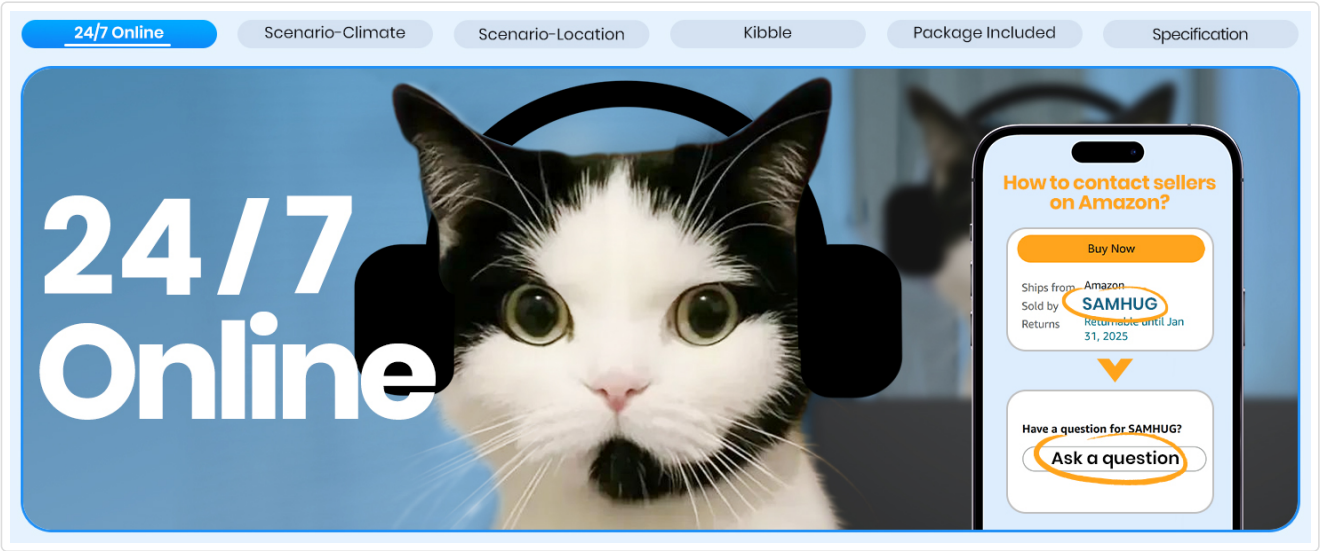 24/7 Online
Scenario-Climate
Scenario-Location
Kibble
Package Included
Specification
24/7
Online
How to contact sellers
on Amazon?
Buy Now
Ships from Amazon
Sold by SAMHUG
Returns Returnable until Jan
31, 2025
Have a question for SAMHUG?
Ask a question